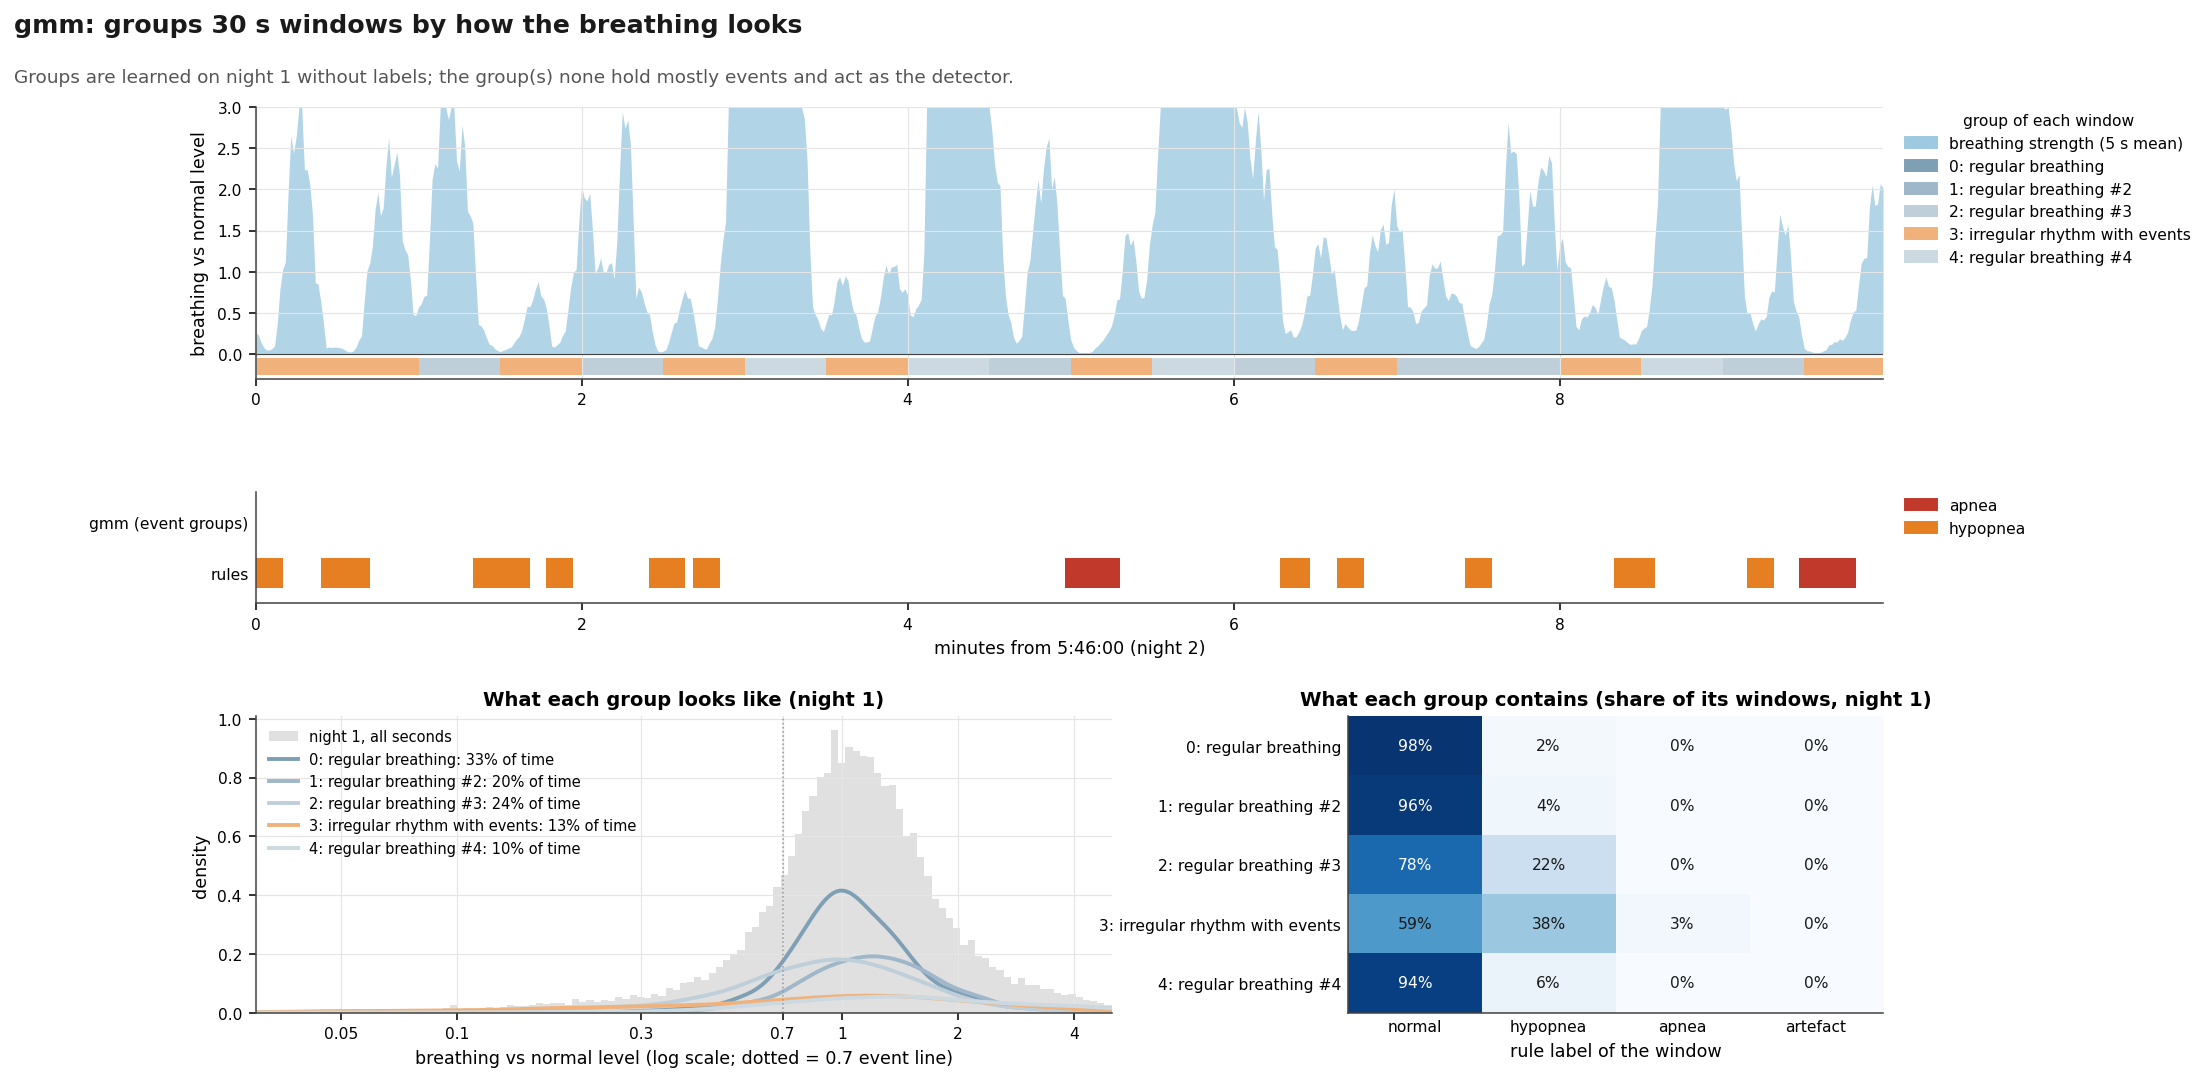 gmm: groups 30 s windows by how the breathing looks
Groups are learned on night 1 without labels; the group(s) none hold mostly events and act as the detector.
breathing vs normal level
3.0
2.5
2.0
1.5
1.0
0.5
0.0
0 2 4 6 8
group of each window
breathing strength (5 s mean)
0: regular breathing
1: regular breathing #2
2: regular breathing #3
3: irregular rhythm with events
4: regular breathing #4
gmm (event groups)
rules
0 2 4 6 8
minutes from 5:46:00 (night 2)
apnea
hypopnea
What each group looks like (night 1)
density
1.0
0.8
0.6
0.4
0.2
0.0
night 1, all seconds
0: regular breathing: 33% of time
1: regular breathing #2: 20% of time
2: regular breathing #3: 24% of time
3: irregular rhythm with events: 13% of time
4: regular breathing #4: 10% of time
0.05 0.1 0.3 0.7 1 2 4
breathing vs normal level (log scale; dotted = 0.7 event line)
What each group contains (share of its windows, night 1)
0: regular breathing 98% 2% 0% 0%
1: regular breathing #2 96% 4% 0% 0%
2: regular breathing #3 78% 22% 0% 0%
3: irregular rhythm with events 59% 38% 3% 0%
4: regular breathing #4 94% 6% 0% 0%
normal hypopnea apnea artefact
rule label of the window